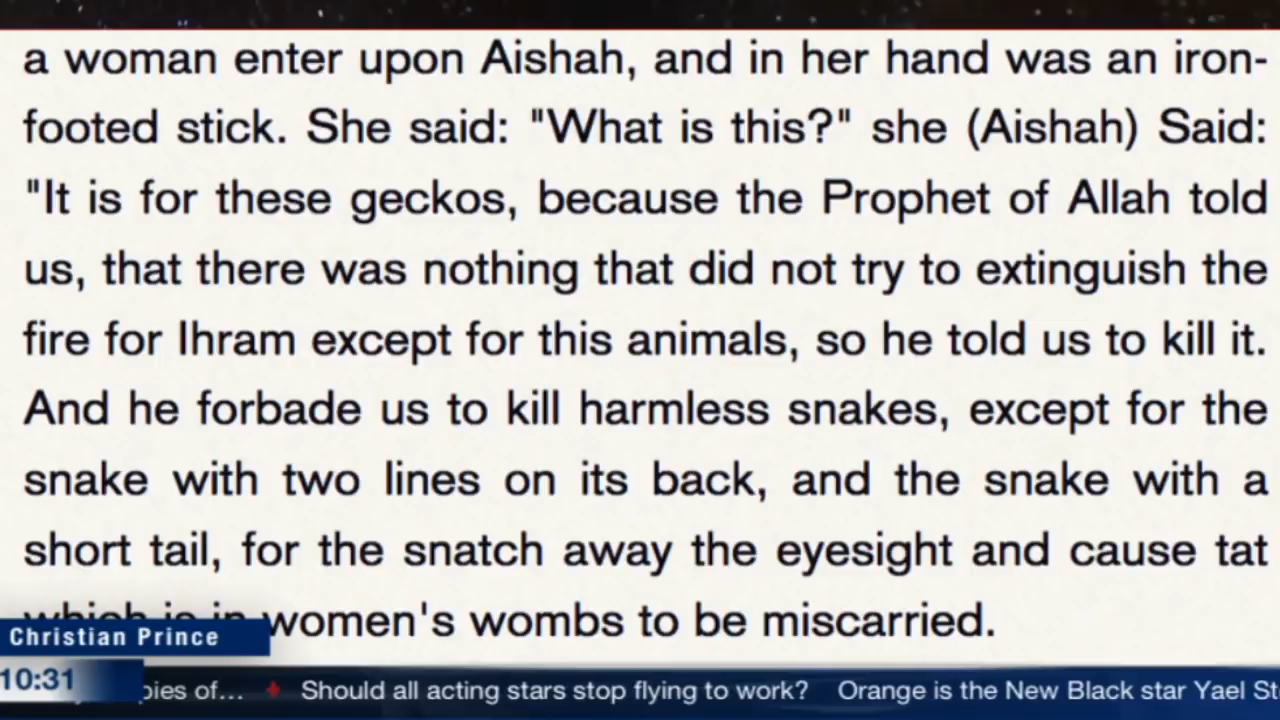 a woman enter upon Aishah, and in her hand was an iron-
footed stick. She said: "What is this?" she (Aishah) Said:
"It is for these geckos, because the Prophet of Allah told
us, that there was nothing that did not try to extinguish the
fire for Ihram except for this animals, so he told us to kill it.
And he forbade us to kill harmless snakes, except for the
snake with two lines on its back, and the snake with a
short tail, for the snatch away the eyesight and cause tat
which is in women's wombs to be miscarried.
Christian Prince
10:31
pies of... Should all acting stars stop flying to work? Orange is the New Black star Yael St